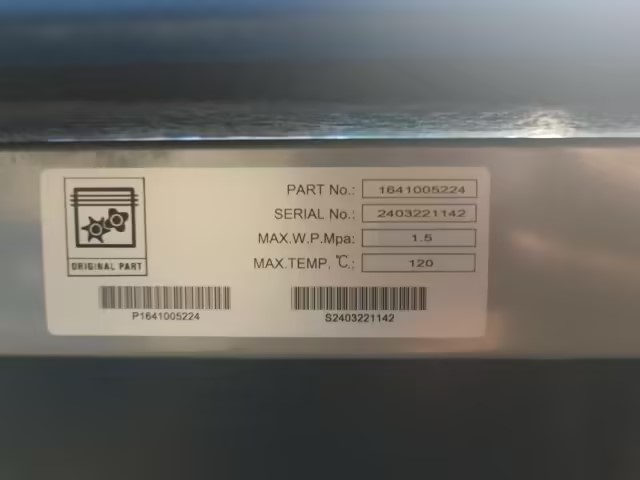 PART No.: 1641005224
SERIAL No.: 2403221142
MAX.W.P.Mpa: 1.5
MAX.TEMP. ℃.: 120
ORIGINAL PART
P1641005224
S2403221142